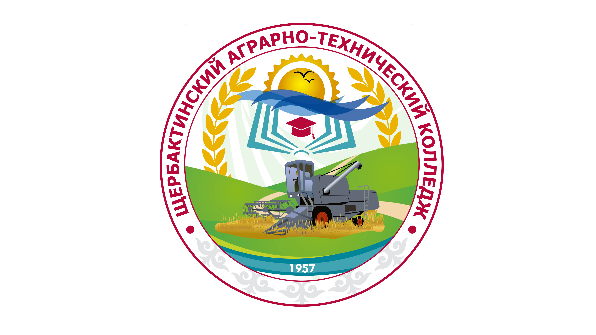 ЩЕРБАКТИНСКИЙ АГРАРНО-ТЕХНИЧЕСКИЙ КОЛЛЕДЖ
1957